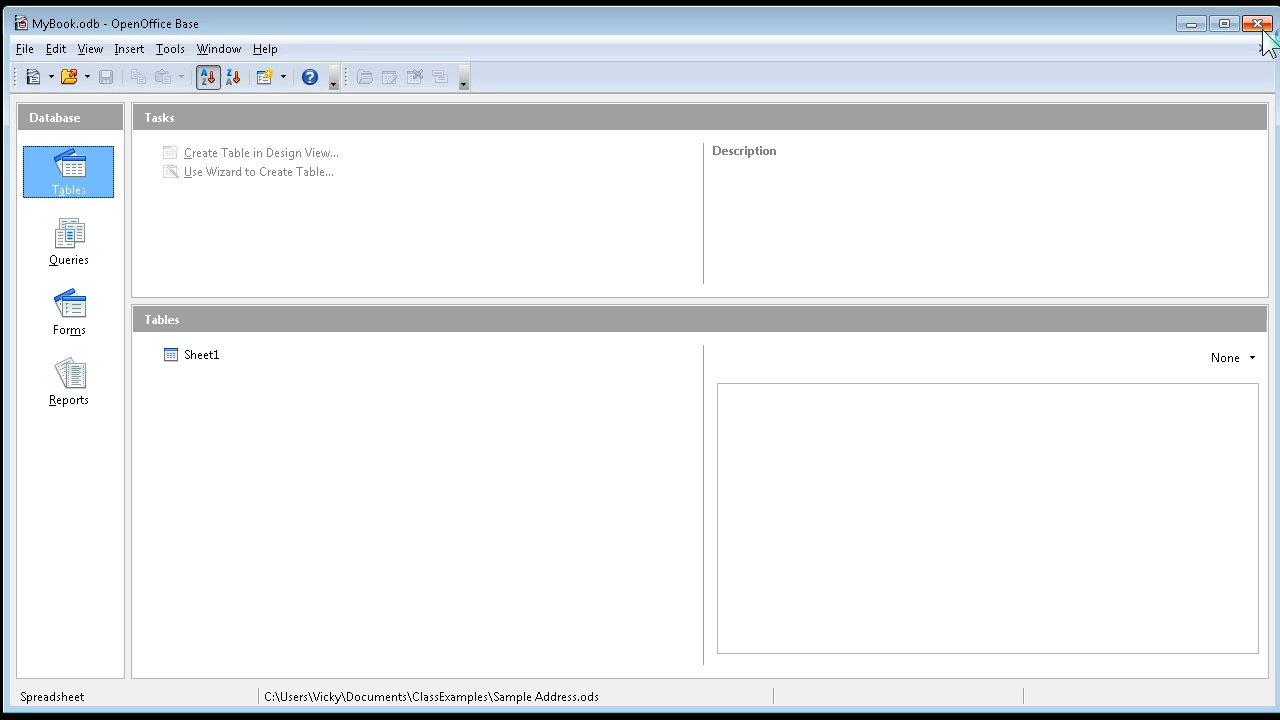 MyBook.odb - OpenOffice Base
File Edit View Insert Tools Window Help
Database
Tables
Queries
Forms
Reports
Tasks
Create Table in Design View...
Use Wizard to Create Table...
Description
Tables
Sheet1
None
Spreadsheet
C:\Users\Vicky\Documents\ClassExamples\Sample Address.ods